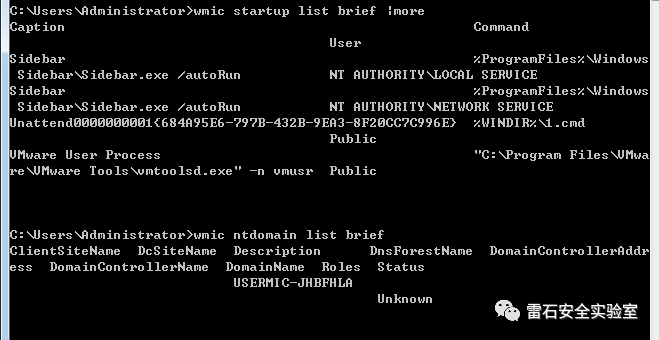 C:\Users\Administrator>wmic startup list brief |more
Caption Command
User
Sidebar %ProgramFiles%\Windows
Sidebar\Sidebar.exe /autoRun NT AUTHORITY\LOCAL SERVICE
Sidebar %ProgramFiles%\Windows
Sidebar\Sidebar.exe /autoRun NT AUTHORITY\NETWORK SERVICE
Unattend0000000001{684A95E6-797B-432B-9EA3-8F20CC7C996E} %WINDIR%\1.cmd
Public
VMware User Process "C:\Program Files\VMwa
re\VMware Tools\vmtoolsd.exe" -n vmusr Public
C:\Users\Administrator>wmic ntdomain list brief
ClientSiteName DcSiteName Description DnsForestName DomainControllerAddr
ess DomainControllerName DomainName Roles Status
USERMIC-JHBFHLA
Unknown
雷石安全实验室